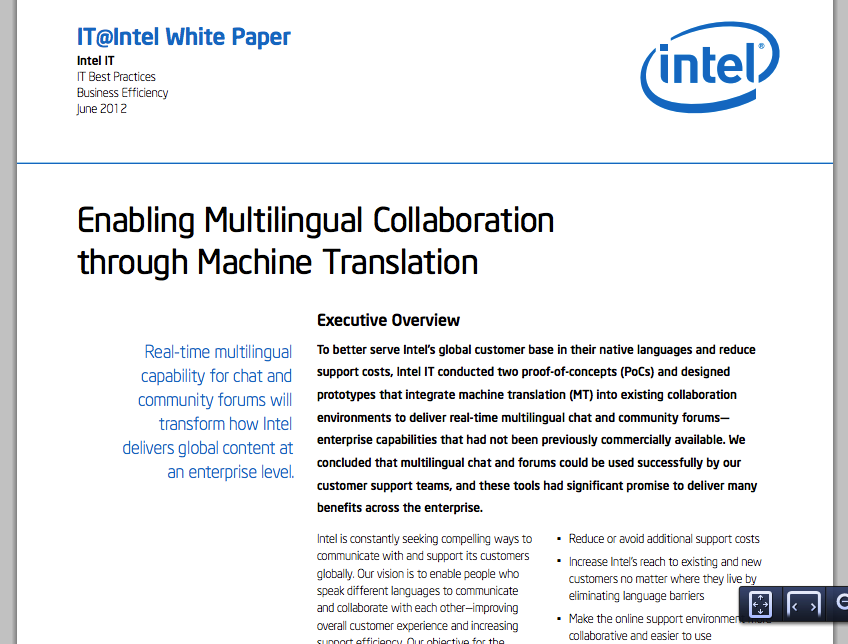 IT@Intel White Paper
Intel IT
IT Best Practices
Business Efficiency
June 2012
intel®
Enabling Multilingual Collaboration
through Machine Translation
Real-time multilingual
capability for chat and
community forums will
transform how Intel
delivers global content at
an enterprise level.
Executive Overview
To better serve Intel's global customer base in their native languages and reduce
support costs, Intel IT conducted two proof-of-concepts (PoCs) and designed
prototypes that integrate machine translation (MT) into existing collaboration
environments to deliver real-time multilingual chat and community forums—
enterprise capabilities that had not been previously commercially available. We
concluded that multilingual chat and forums could be used successfully by our
customer support teams, and these tools had significant promise to deliver many
benefits across the enterprise.
Intel is constantly seeking compelling ways to
communicate with and support its customers
globally. Our vision is to enable people who
speak different languages to communicate
and collaborate with each other—improving
overall customer experience and increasing
support efficiency. Our objective for the
• Reduce or avoid additional support costs
• Increase Intel's reach to existing and new
customers no matter where they live by
eliminating language barriers
• Make the online support environment
collaborative and easier to use